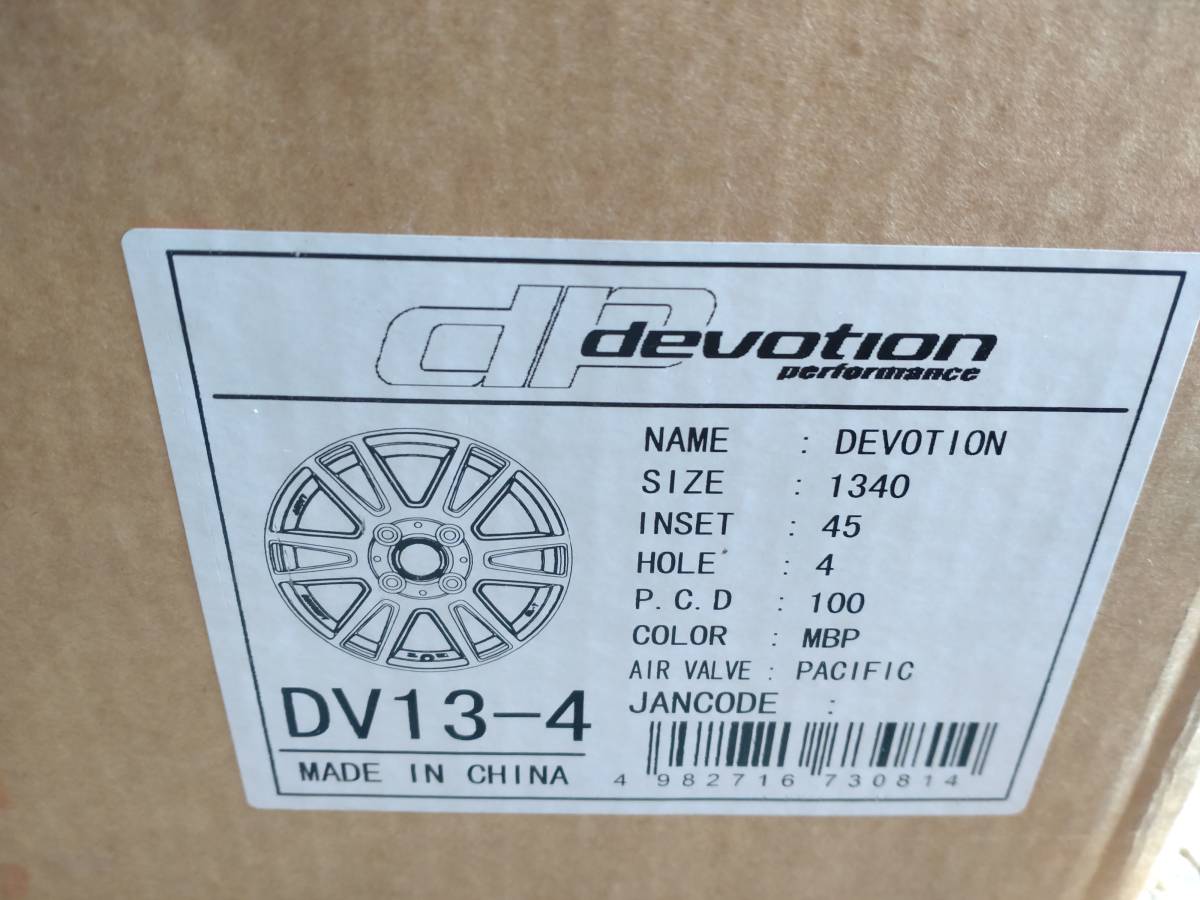 dp devotion
performance
NAME : DEVOTION
SIZE : 1340
INSET : 45
HOLE : 4
P.C.D : 100
COLOR : MBP
AIR VALVE : PACIFIC
JANCODE :
4 982716 730814
DV13-4
MADE IN CHINA